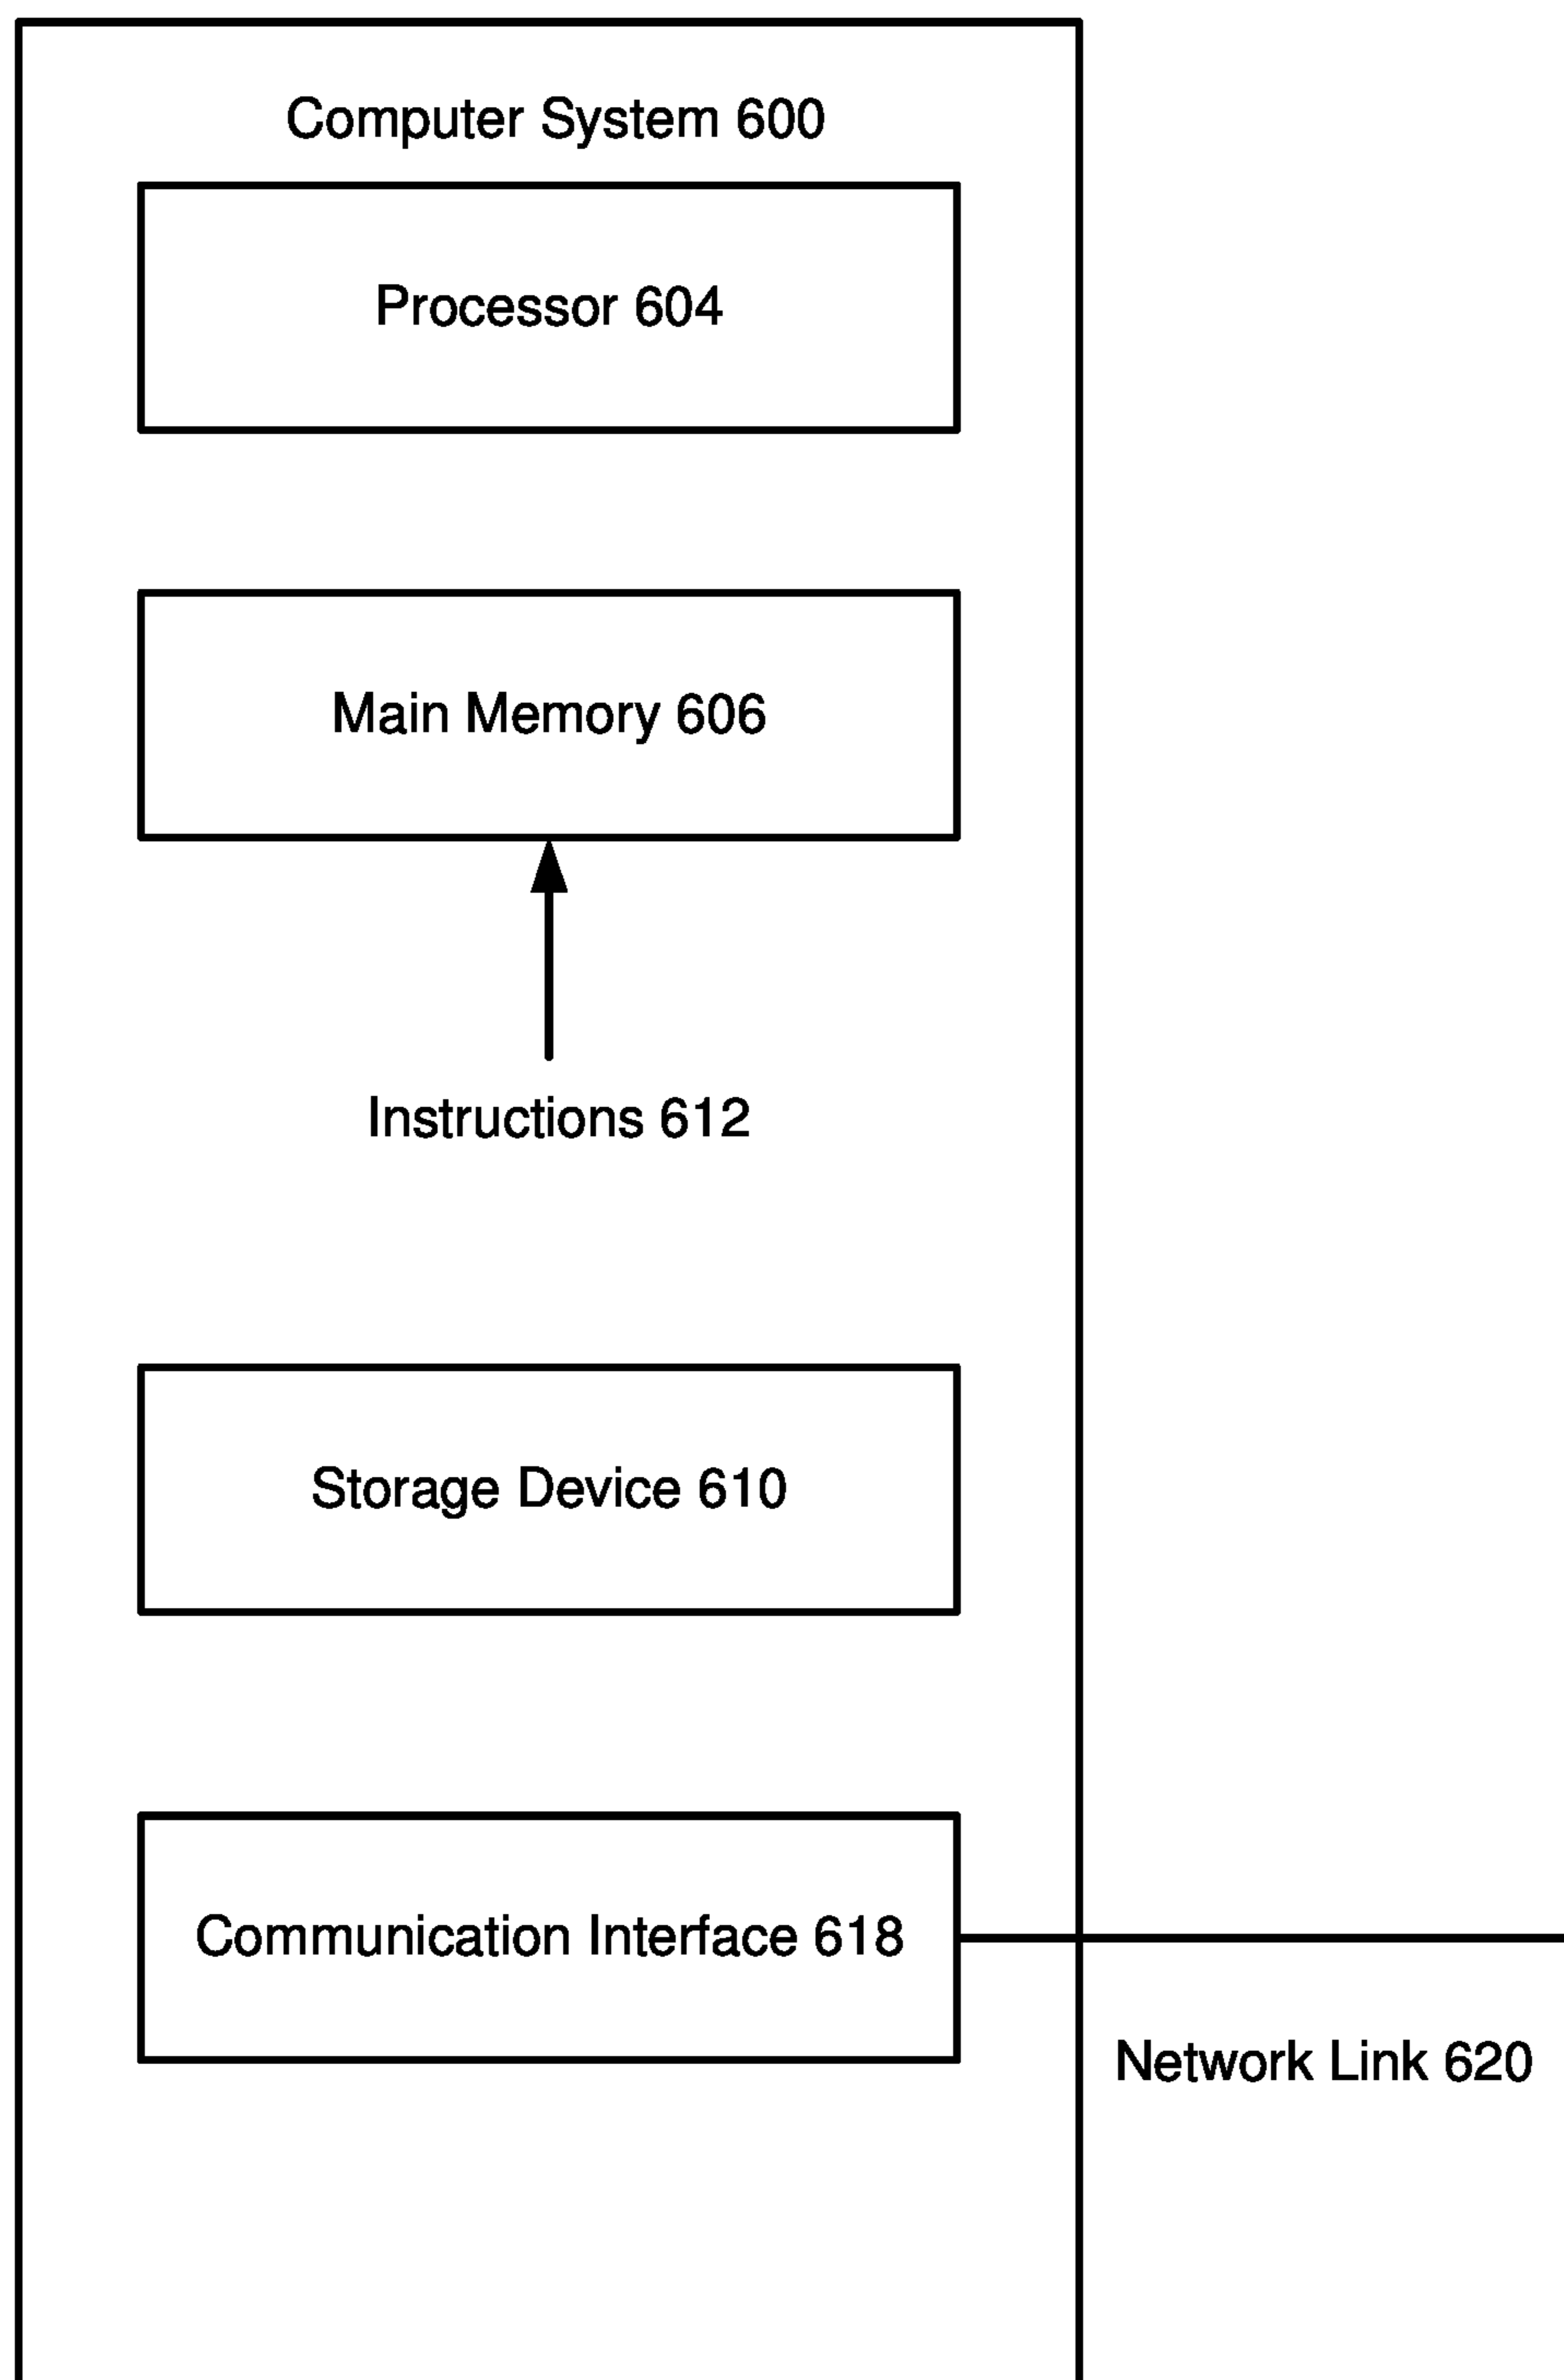 Computer System 600
Processor 604
Main Memory 606
Instructions 612
Storage Device 610
Communication Interface 618
Network Link 620